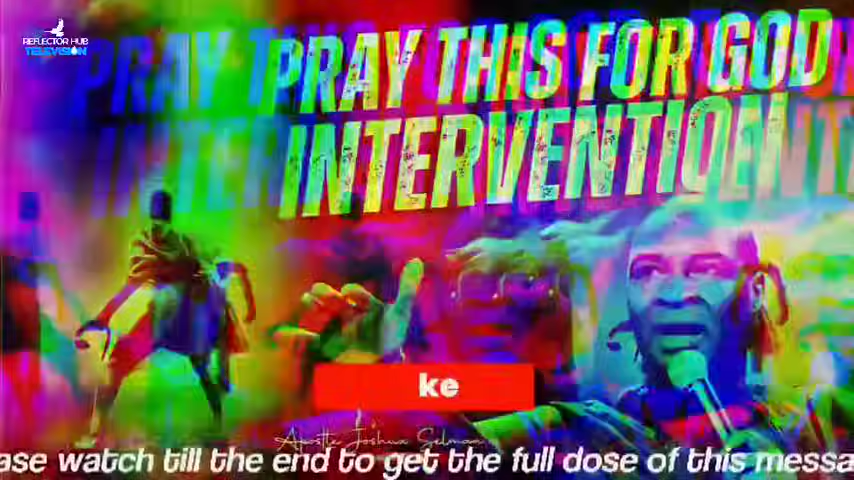 REFLECTOR HUB
TELEVISION
PRAY THIS FOR GOD
INTERVENTION
ke
Apostle Joshua Selman
ase watch till the end to get the full dose of this messa